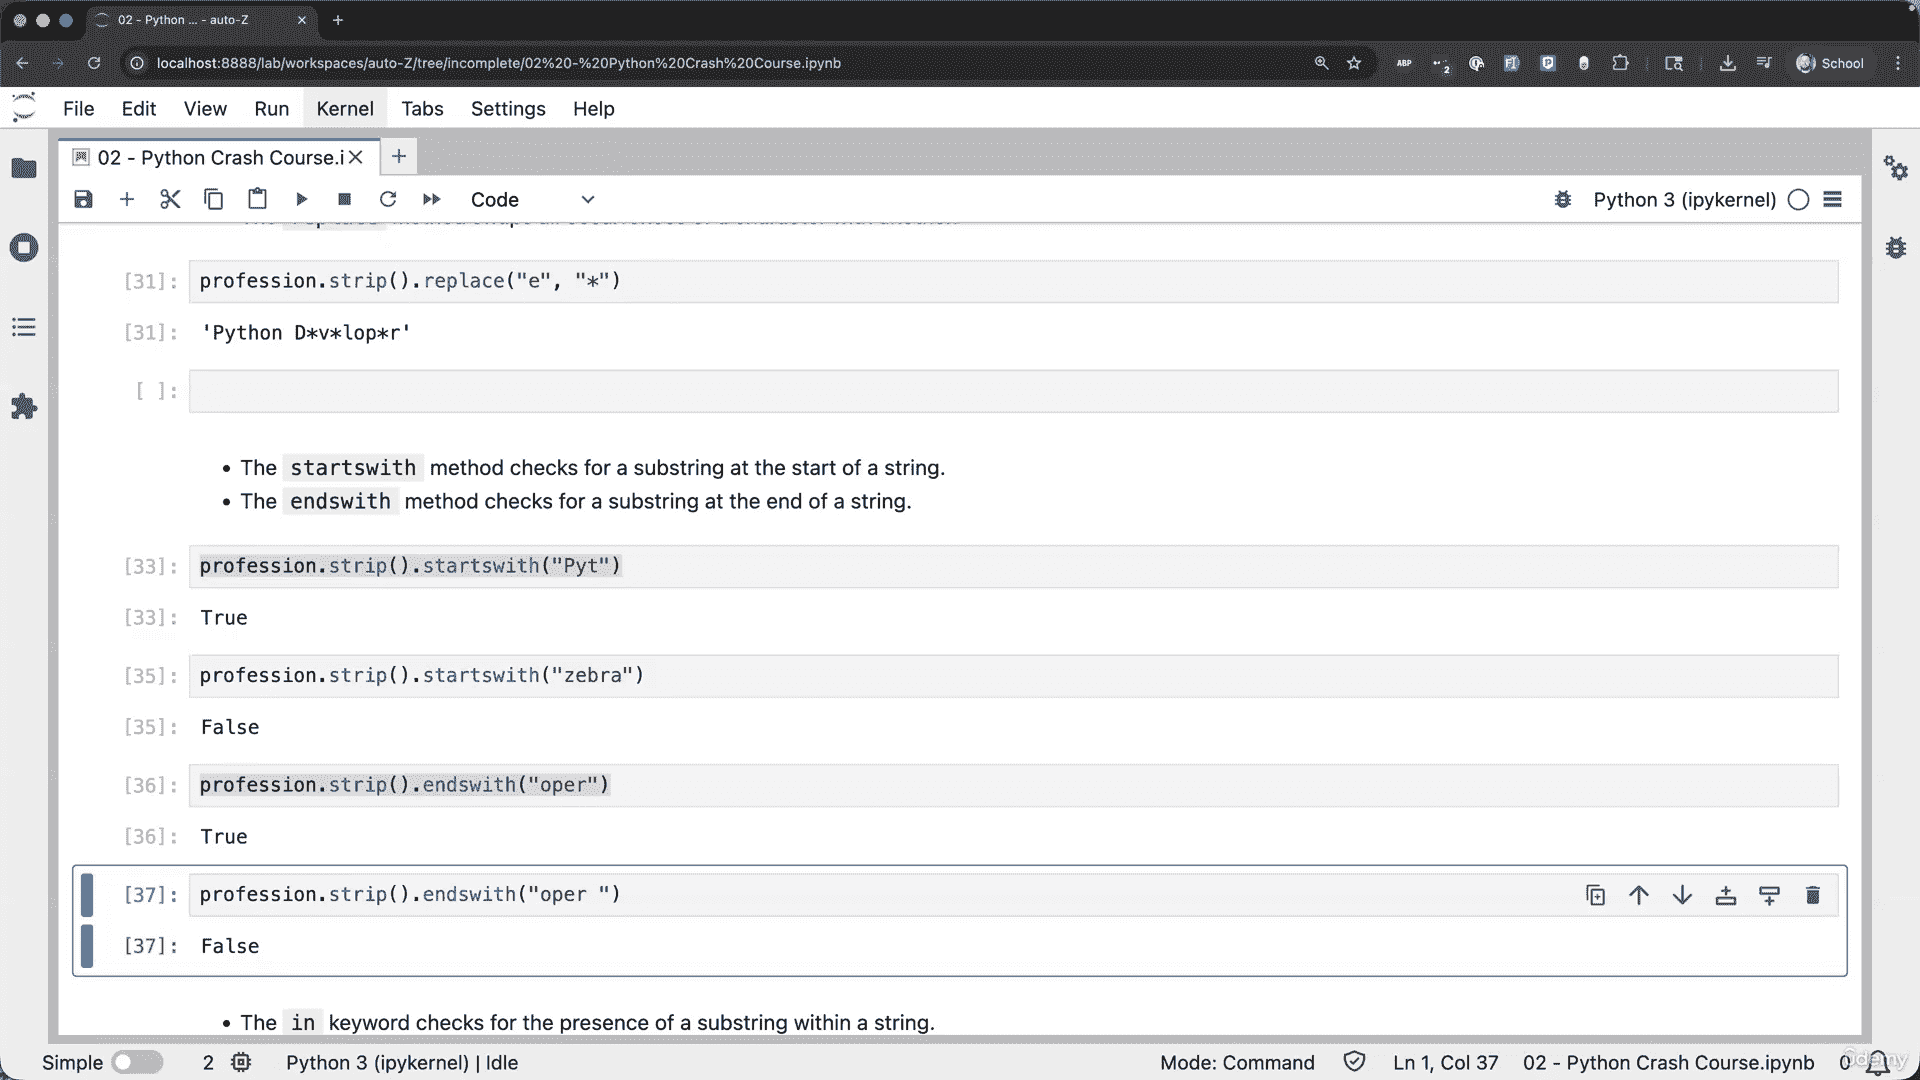 02 - Python ... - auto-Z
localhost:8888/lab/workspaces/auto-Z/tree/incomplete/02%20-%20Python%20Crash%20Course.ipynb
ABP
2
School
File Edit View Run Kernel Tabs Settings Help
02 - Python Crash Course.i
Code
Python 3 (ipykernel)
[31]: profession.strip().replace("e", "*")
[31]: 'Python D*v*lop*r'
[ ]:
• The startswith method checks for a substring at the start of a string.
• The endswith method checks for a substring at the end of a string.
[33]: profession.strip().startswith("Pyt")
[33]: True
[35]: profession.strip().startswith("zebra")
[35]: False
[36]: profession.strip().endswith("oper")
[36]: True
[37]: profession.strip().endswith("oper ")
[37]: False
• The in keyword checks for the presence of a substring within a string.
Simple 2 Python 3 (ipykernel) | Idle Mode: Command Ln 1, Col 37 02 - Python Crash Course.ipynb 0
udemy